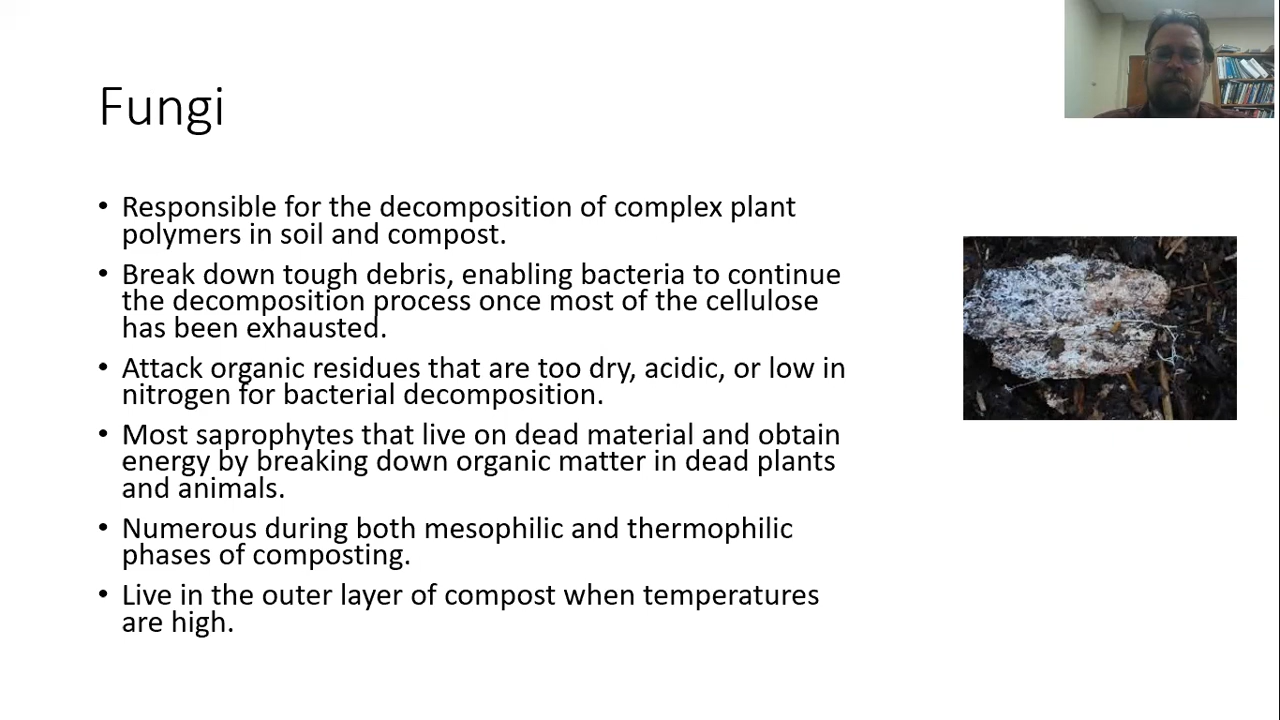 Fungi
• Responsible for the decomposition of complex plant
polymers in soil and compost.
• Break down tough debris, enabling bacteria to continue
the decomposition process once most of the cellulose
has been exhausted.
• Attack organic residues that are too dry, acidic, or low in
nitrogen for bacterial decomposition.
• Most saprophytes that live on dead material and obtain
energy by breaking down organic matter in dead plants
and animals.
• Numerous during both mesophilic and thermophilic
phases of composting.
• Live in the outer layer of compost when temperatures
are high.